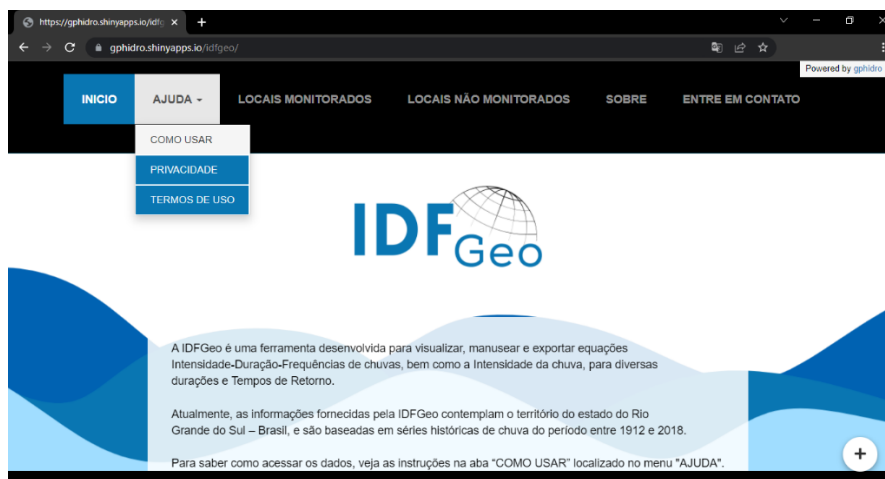 https://gphidro.shinyapps.io/idfg
gphidro.shinyapps.io/idfgeo/
Powered by gphidro
INICIO
AJUDA
LOCAIS MONITORADOS
LOCAIS NÃO MONITORADOS
SOBRE
ENTRE EM CONTATO
COMO USAR
PRIVACIDADE
TERMOS DE USO
IDF
Geo
A IDFGeo é uma ferramenta desenvolvida para visualizar, manusear e exportar equações
Intensidade-Duração-Frequências de chuvas, bem como a Intensidade da chuva, para diversas
durações e Tempos de Retorno.
Atualmente, as informações fornecidas pela IDFGeo contemplam o território do estado do Rio
Grande do Sul – Brasil, e são baseadas em séries históricas de chuva do período entre 1912 e 2018.
Para saber como acessar os dados, veja as instruções na aba "COMO USAR" localizado no menu "AJUDA".